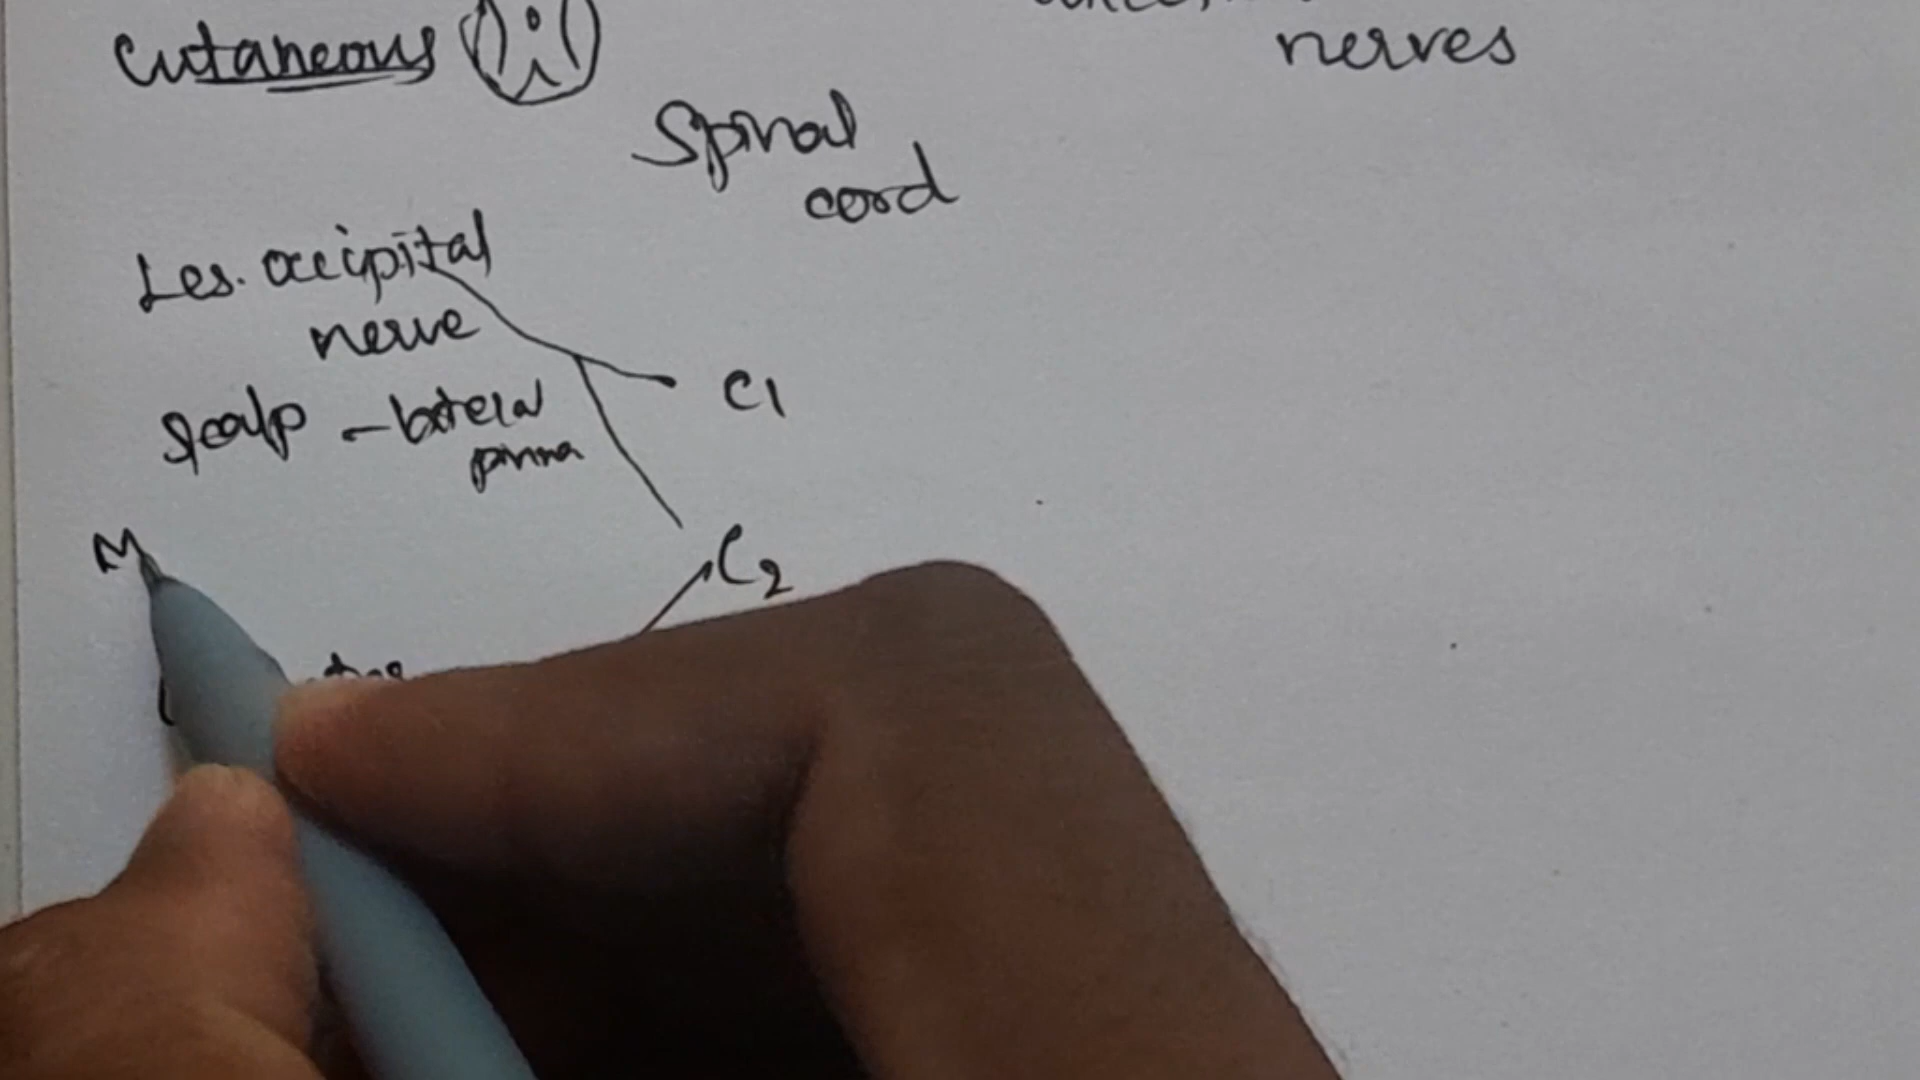 Cutaneous
nerves
Spinal
cord
Les. occipital
nerve
C1
Scalp - lateral
pinna
M
C2